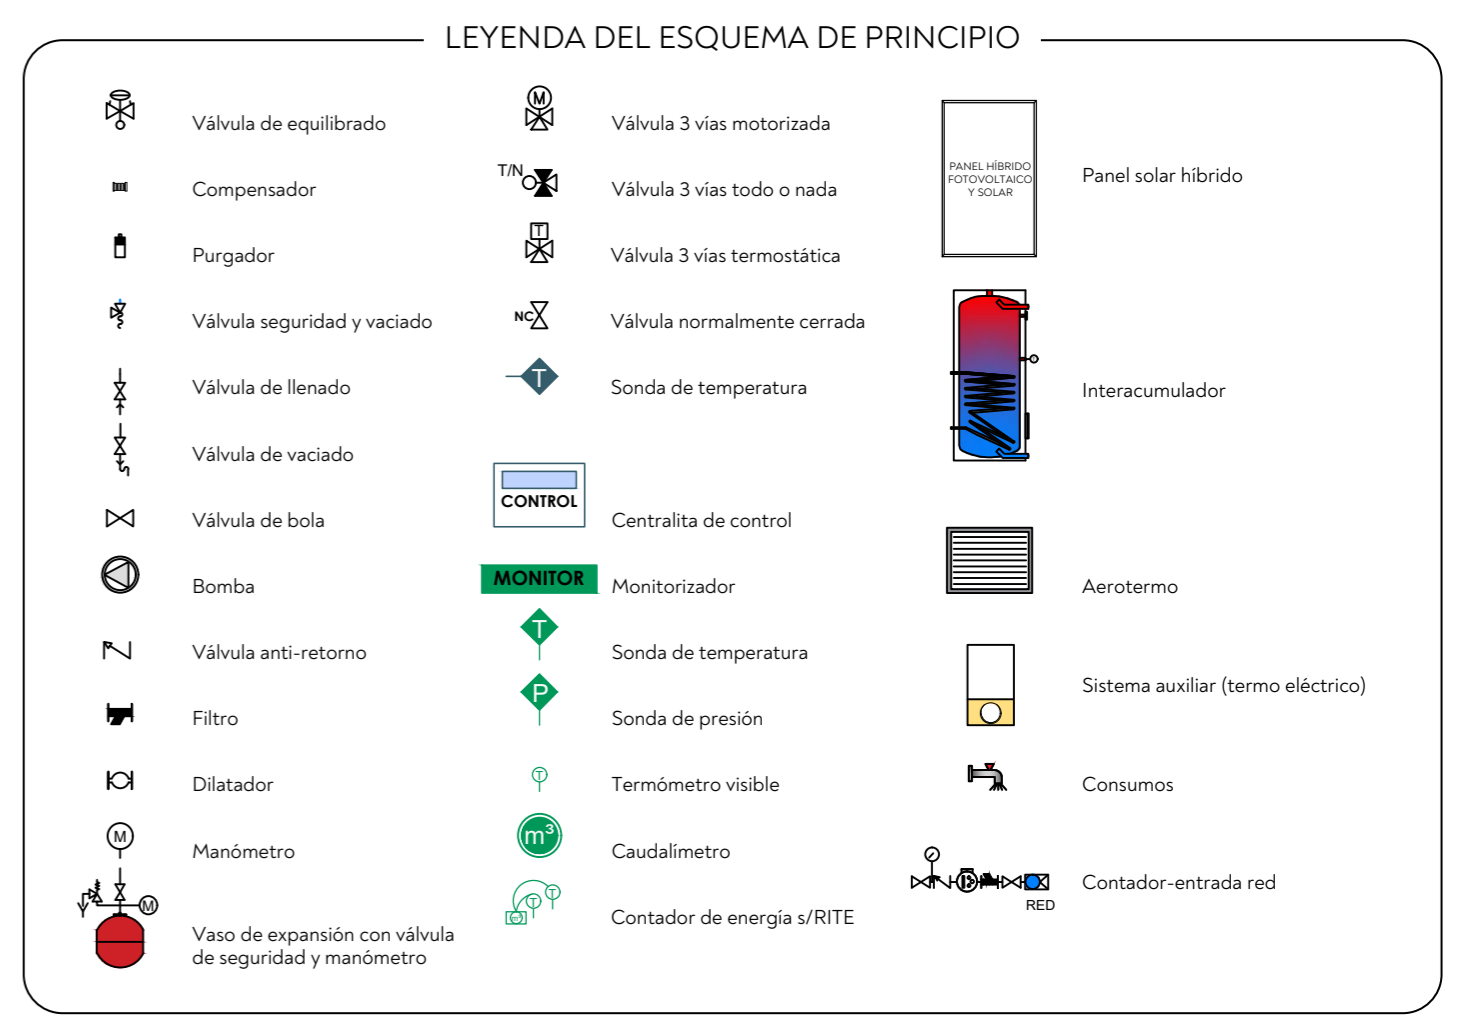 LEYENDA DEL ESQUEMA DE PRINCIPIO
Válvula de equilibrado
Compensador
Purgador
Válvula seguridad y vaciado
Válvula de llenado
Válvula de vaciado
Válvula de bola
Bomba
Válvula anti-retorno
Filtro
Dilatador
M
Manómetro
M
Vaso de expansión con válvula
de seguridad y manómetro
M
Válvula 3 vías motorizada
T/N
Válvula 3 vías todo o nada
T
Válvula 3 vías termostática
NC
Válvula normalmente cerrada
T
Sonda de temperatura
CONTROL
Centralita de control
MONITOR
Monitorizador
T
Sonda de temperatura
P
Sonda de presión
T
Termómetro visible
m³
Caudalímetro
T
T
m³
Contador de energía s/RITE
PANEL HÍBRIDO
FOTOVOLTAICO
Y SOLAR
Panel solar híbrido
Interacumulador
Aerotermo
Sistema auxiliar (termo eléctrico)
Consumos
Contador-entrada red
RED